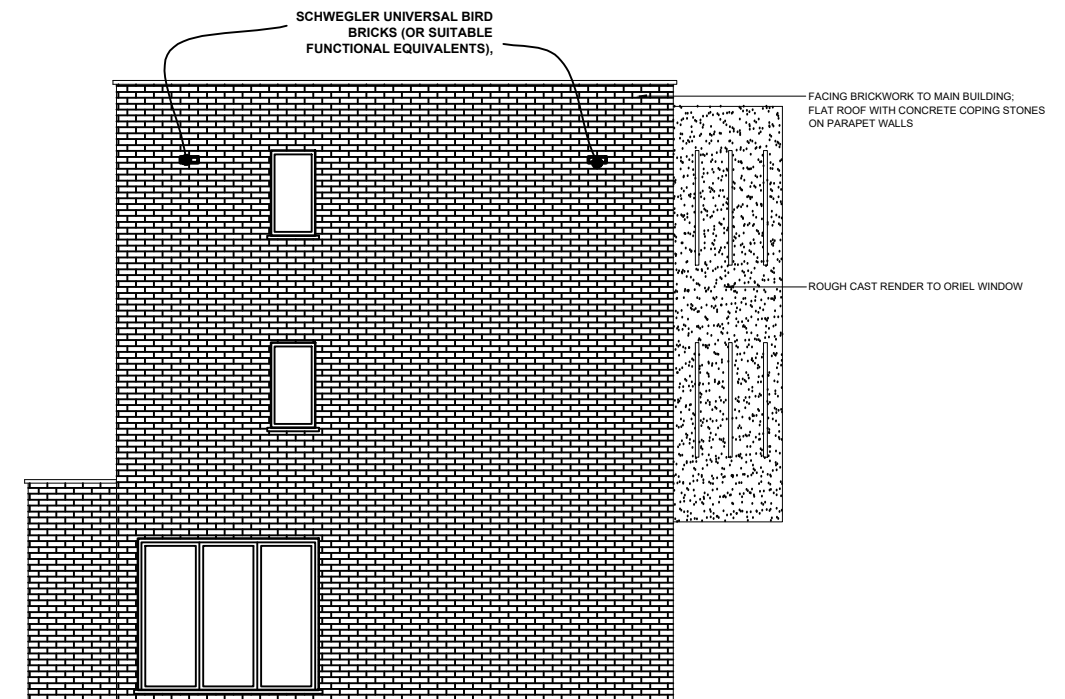 SCHWEGLER UNIVERSAL BIRD
BRICKS (OR SUITABLE
FUNCTIONAL EQUIVALENTS),
FACING BRICKWORK TO MAIN BUILDING;
FLAT ROOF WITH CONCRETE COPING STONES
ON PARAPET WALLS
ROUGH CAST RENDER TO ORIEL WINDOW